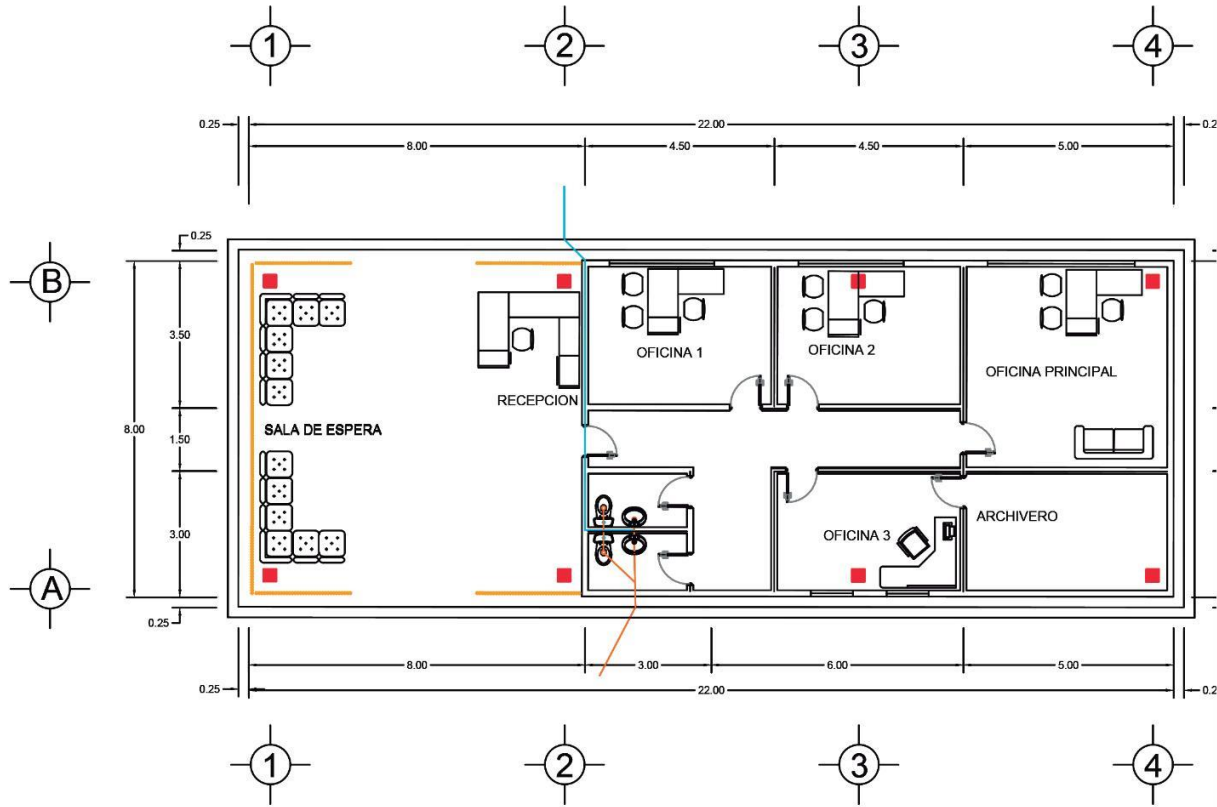 1 2 3 4
0.25 22.00 0.2
8.00 4.50 4.50 5.00
0.25
B
3.50
OFICINA 1 OFICINA 2
OFICINA PRINCIPAL
RECEPCION
8.00 1.50 SALA DE ESPERA
3.00
ARCHIVERO
OFICINA 3
A
0.25
8.00 3.00 6.00 5.00
0.25 22.00 0.2
1 2 3 4